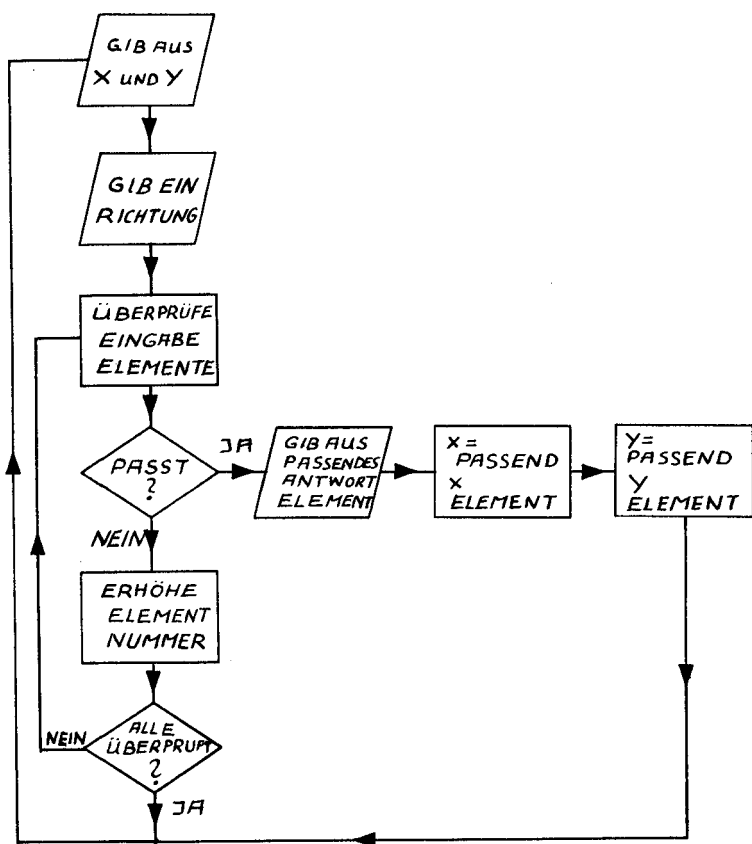 GIB AUS
X UND Y
GIB EIN
RICHTUNG
ÜBERPRÜFE
EINGABE
ELEMENTE
PASST
?
JA
NEIN
GIB AUS
PASSENDES
ANTWORT
ELEMENT
X =
PASSEND
X
ELEMENT
Y=
PASSEND
Y
ELEMENT
ERHÖHE
ELEMENT
NUMMER
ALLE
ÜBERPRUPT
?
NEIN
JA